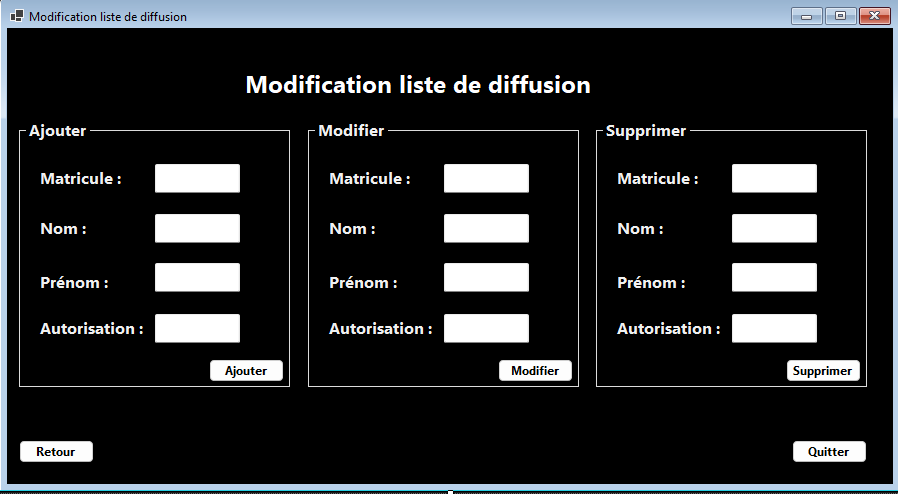 Modification liste de diffusion
Modification liste de diffusion
Ajouter
Matricule :
Nom :
Prénom :
Autorisation :
Ajouter
Modifier
Matricule :
Nom :
Prénom :
Autorisation :
Modifier
Supprimer
Matricule :
Nom :
Prénom :
Autorisation :
Supprimer
Retour
Quitter